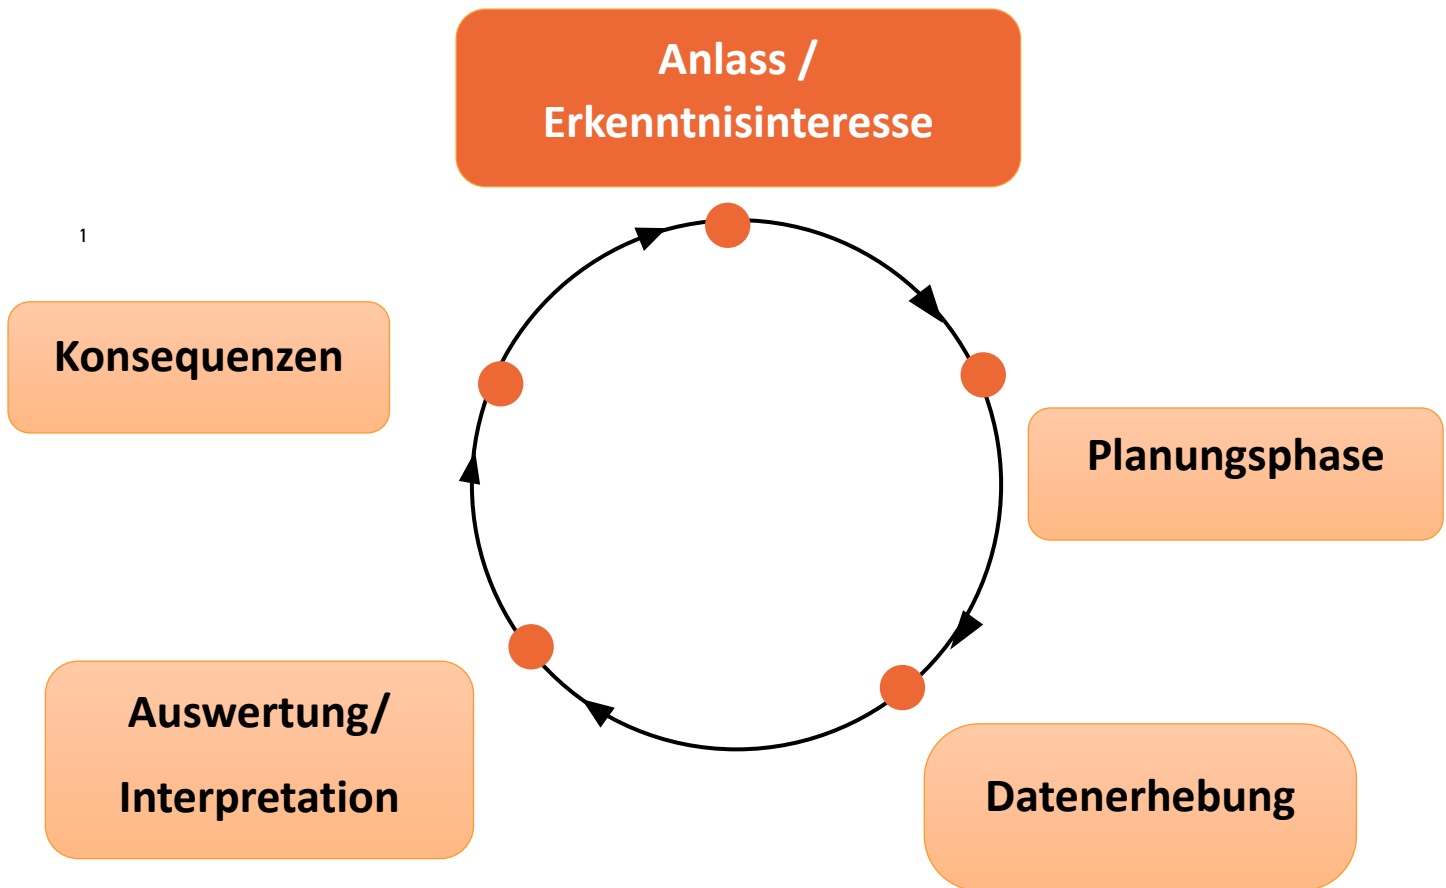 Anlass /
Erkenntnisinteresse
1
Konsequenzen
Planungsphase
Auswertung/
Interpretation
Datenerhebung